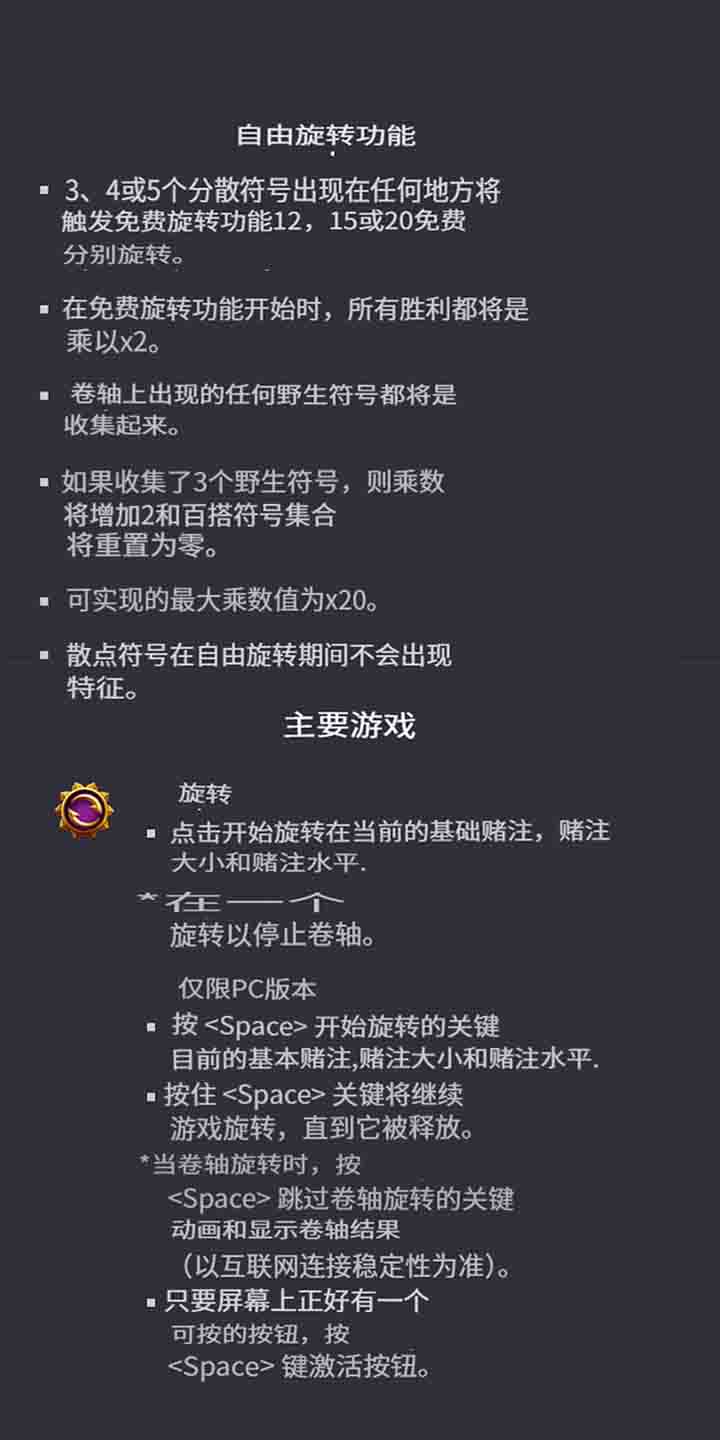 自由旋转功能
3、4或5个分散符号出现在任何地方将
触发免费旋转功能12，15或20免费
分别旋转。
在免费旋转功能开始时，所有胜利都将是
乘以x2。
卷轴上出现的任何野生符号都将是
收集起来。
如果收集了3个野生符号，则乘数
将增加2和百搭符号集合
将重置为零。
可实现的最大乘数值为x20。
散点符号在自由旋转期间不会出现
特征。
主要游戏
旋转
点击开始旋转在当前的基础赌注，赌注
大小和赌注水平.
*在一个
旋转以停止卷轴。
仅限PC版本
按 <Space> 开始旋转的关键
目前的基本赌注,赌注大小和赌注水平.
按住 <Space> 关键将继续
游戏旋转，直到它被释放。
*当卷轴旋转时，按
<Space> 跳过卷轴旋转的关键
动画和显示卷轴结果
（以互联网连接稳定性为准）。
只要屏幕上正好有一个
可按的按钮，按
<Space> 键激活按钮。